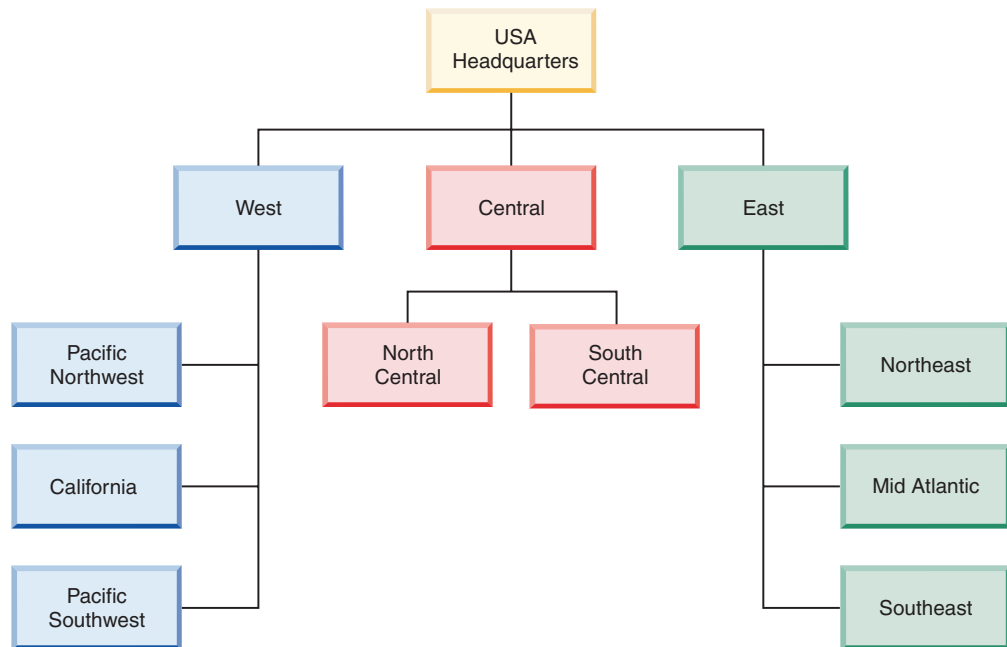 USA
Headquarters
West
Central
East
Pacific
Northwest
North
Central
South
Central
Northeast
California
Mid Atlantic
Pacific
Southwest
Southeast